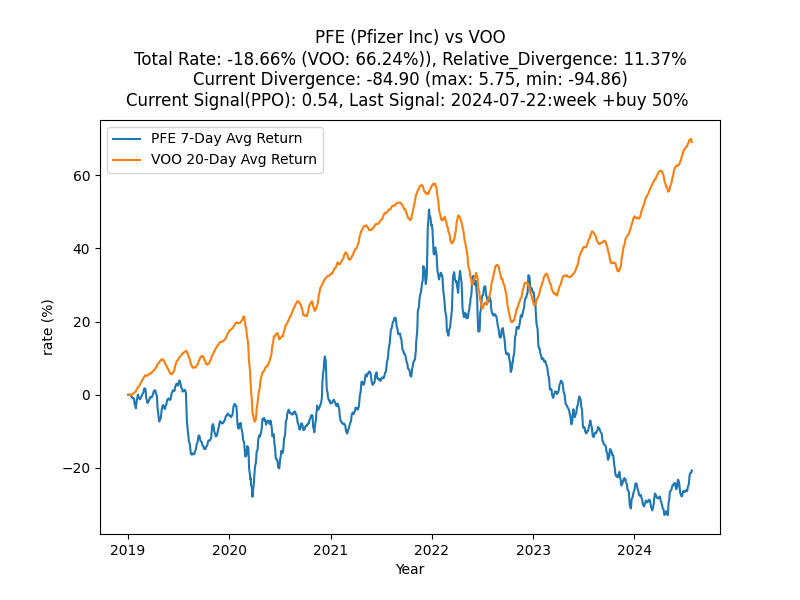 PFE (Pfizer Inc) vs VOO
Total Rate: -18.66% (VOO: 66.24%)), Relative_Divergence: 11.37%
Current Divergence: -84.90 (max: 5.75, min: -94.86)
Current Signal(PPO): 0.54, Last Signal: 2024-07-22:week +buy 50%
PFE 7-Day Avg Return
VOO 20-Day Avg Return
rate (%)
60
40
20
0
−20
2019 2020 2021 2022 2023 2024
Year